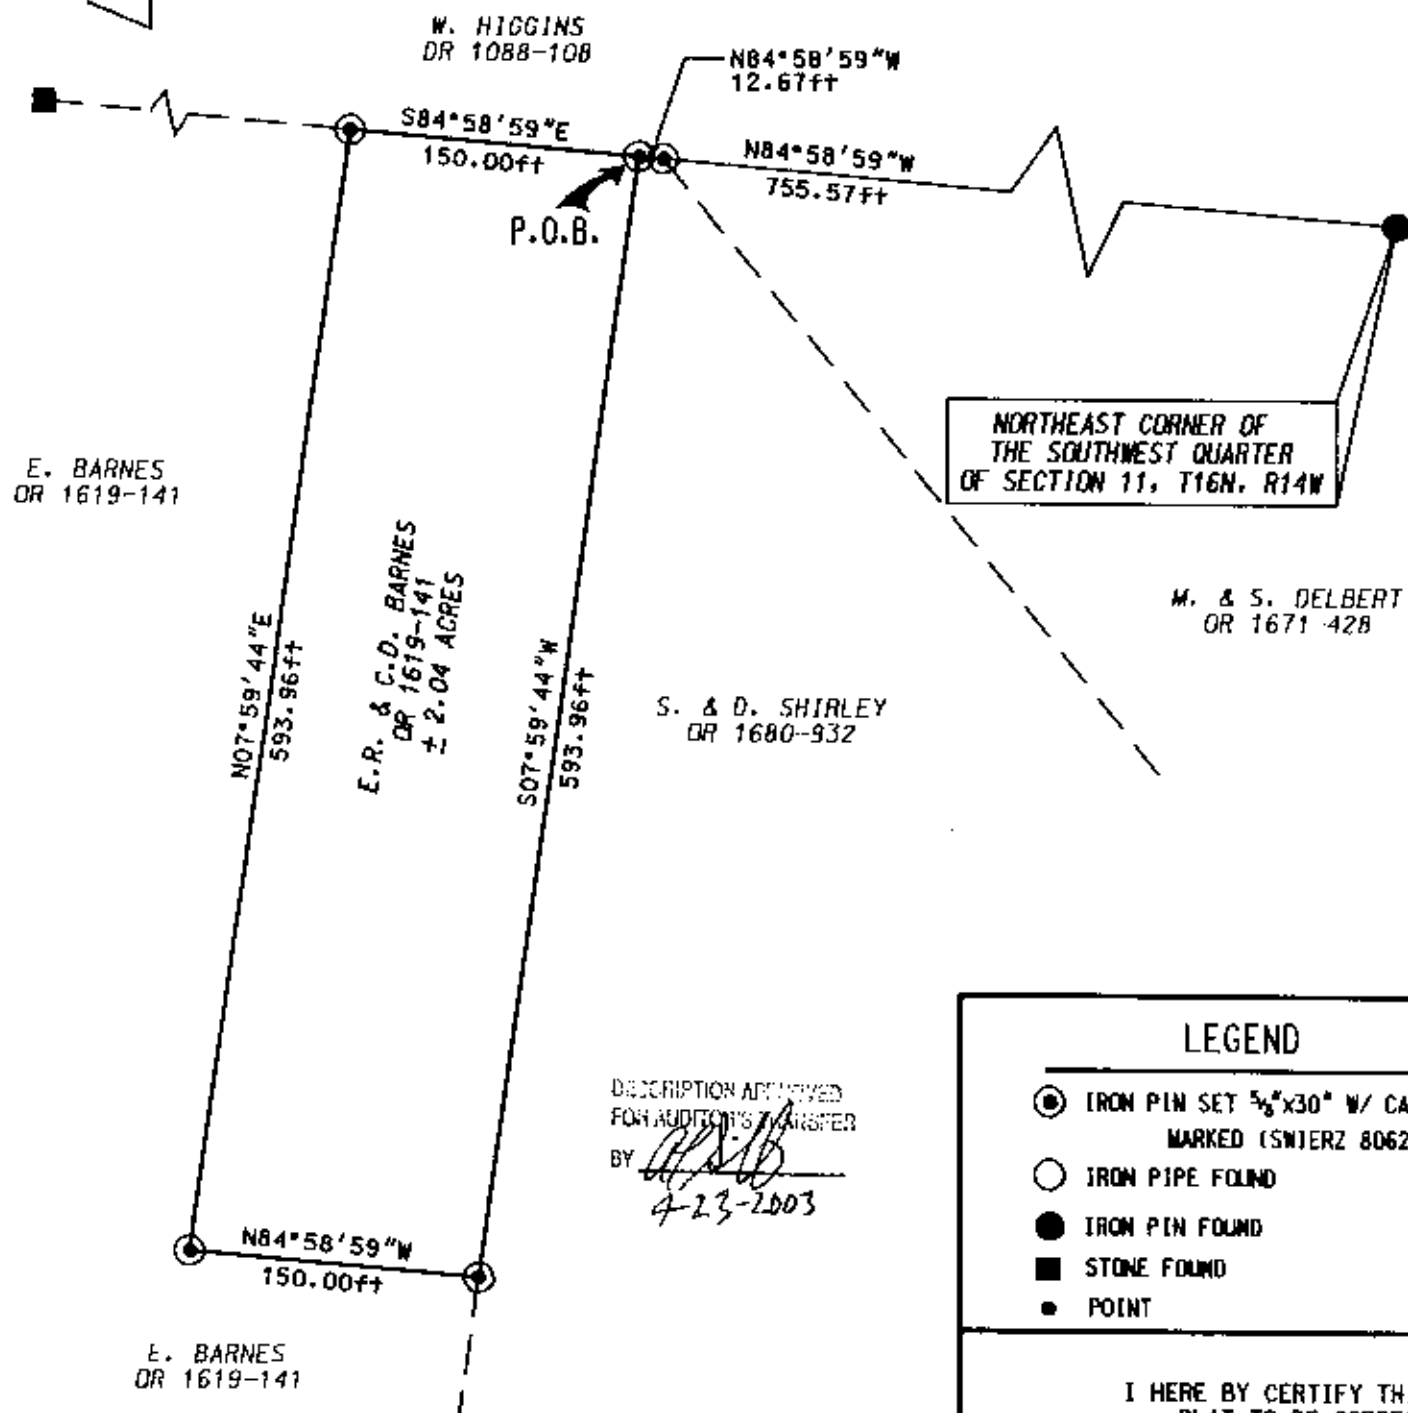 W. HIGGINS
DR 1088-108
N84°58'59"W
12.67ft
S84°58'59"E
150.00ft
N84°58'59"W
755.57ft
P.O.B.
NORTHEAST CORNER OF
THE SOUTHWEST QUARTER
OF SECTION 11, T16N, R14W
E. BARNES
OR 1619-141
E.R. & C.D. BARNES
OR 1619-141
± 2.04 ACRES
N07°59'44"E
593.96ft
S07°59'44"W
593.96ft
M. & S. DELBERT
OR 1671-428
S. & D. SHIRLEY
OR 1680-932
DESCRIPTION APPROVED
FOR AUDITOR'S TRANSFER
BY
4-23-2003
N84°58'59"W
150.00ft
E. BARNES
OR 1619-141
LEGEND
IRON PIN SET 5/8"x30" W/ CA
MARKED (SWIERZ 8062
IRON PIPE FOUND
IRON PIN FOUND
STONE FOUND
POINT
I HERE BY CERTIFY TH